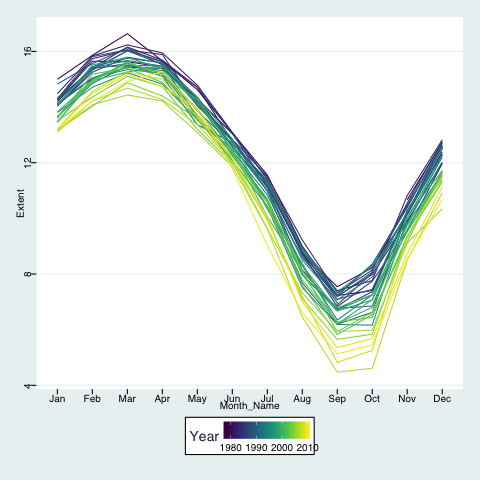 16
12
8
4
Extent
Jan Feb Mar Apr May Jun Jul Aug Sep Oct Nov Dec
Month_Name
Year
1980 1990 2000 2010